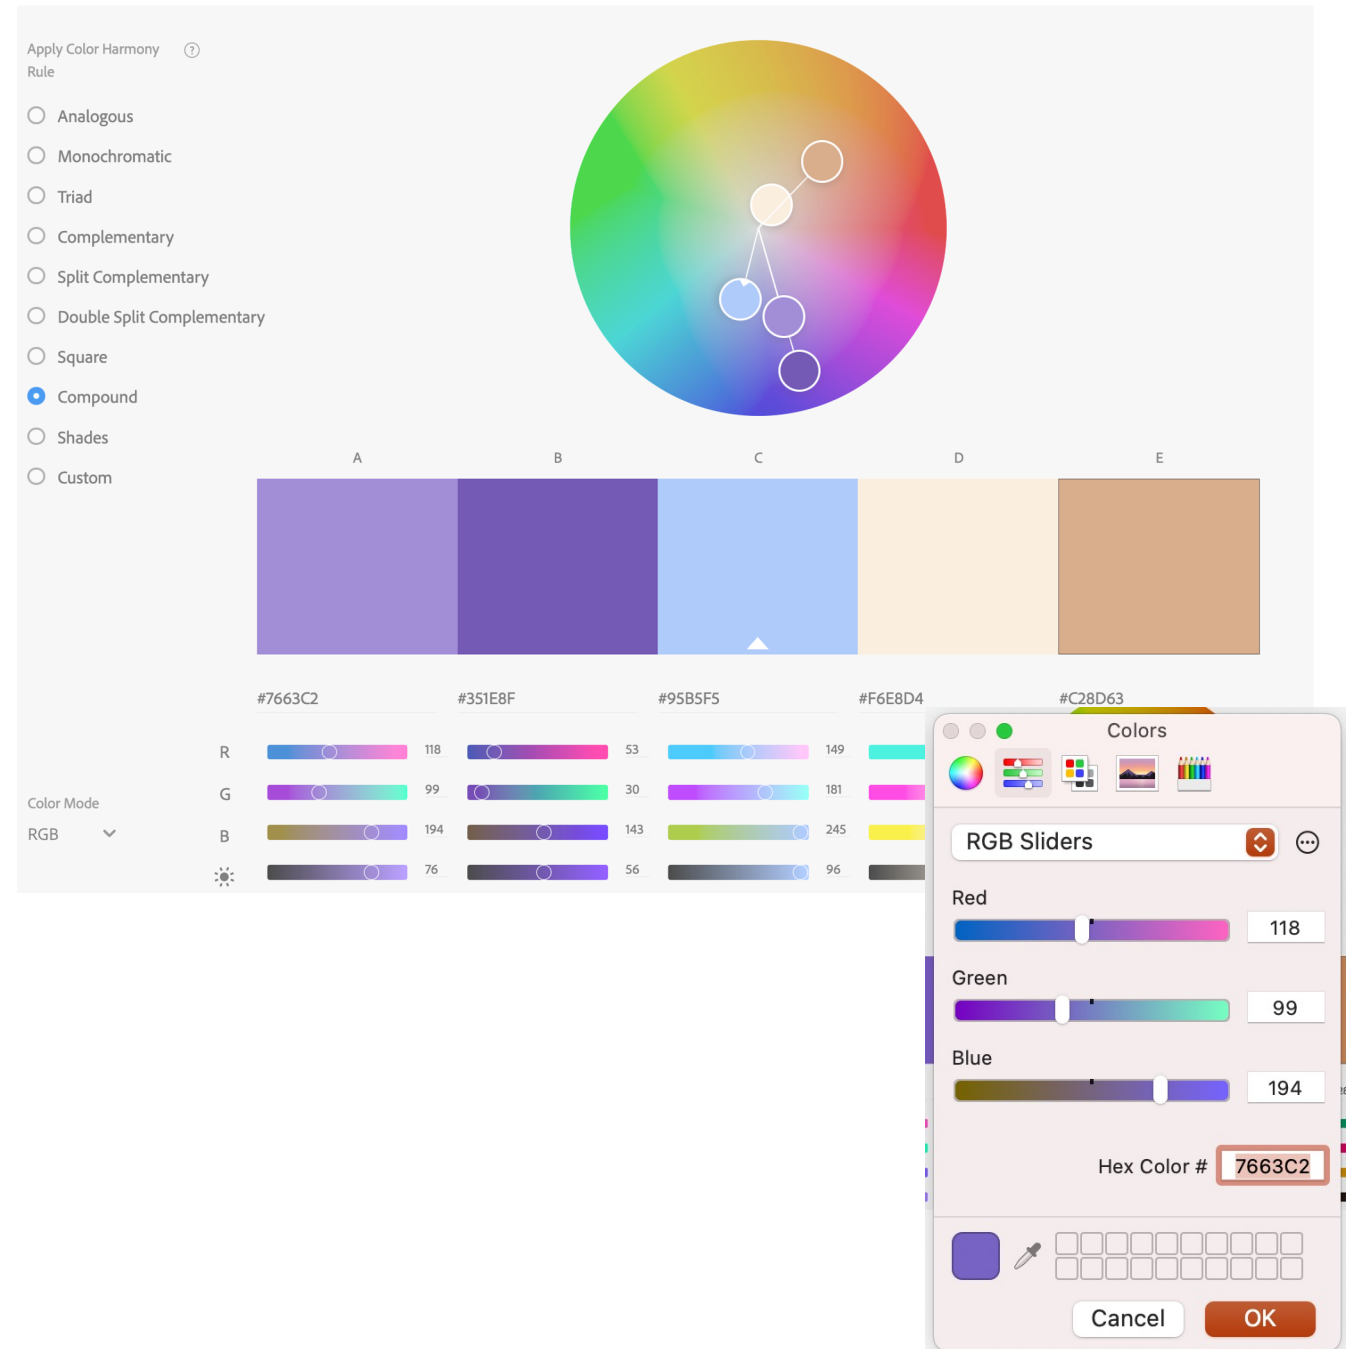 Apply Color Harmony ?
Rule
Analogous
Monochromatic
Triad
Complementary
Split Complementary
Double Split Complementary
Square
Compound
Shades
Custom
A B C D E
#7663C2 #351E8F #95B5F5 #F6E8D4 #C28D63
R 118 53 149
G 99 30 181
B 194 143 245
76 56 96
Color Mode
RGB
Colors
RGB Sliders
Red
118
Green
99
Blue
194
Hex Color # 7663C2
Cancel OK